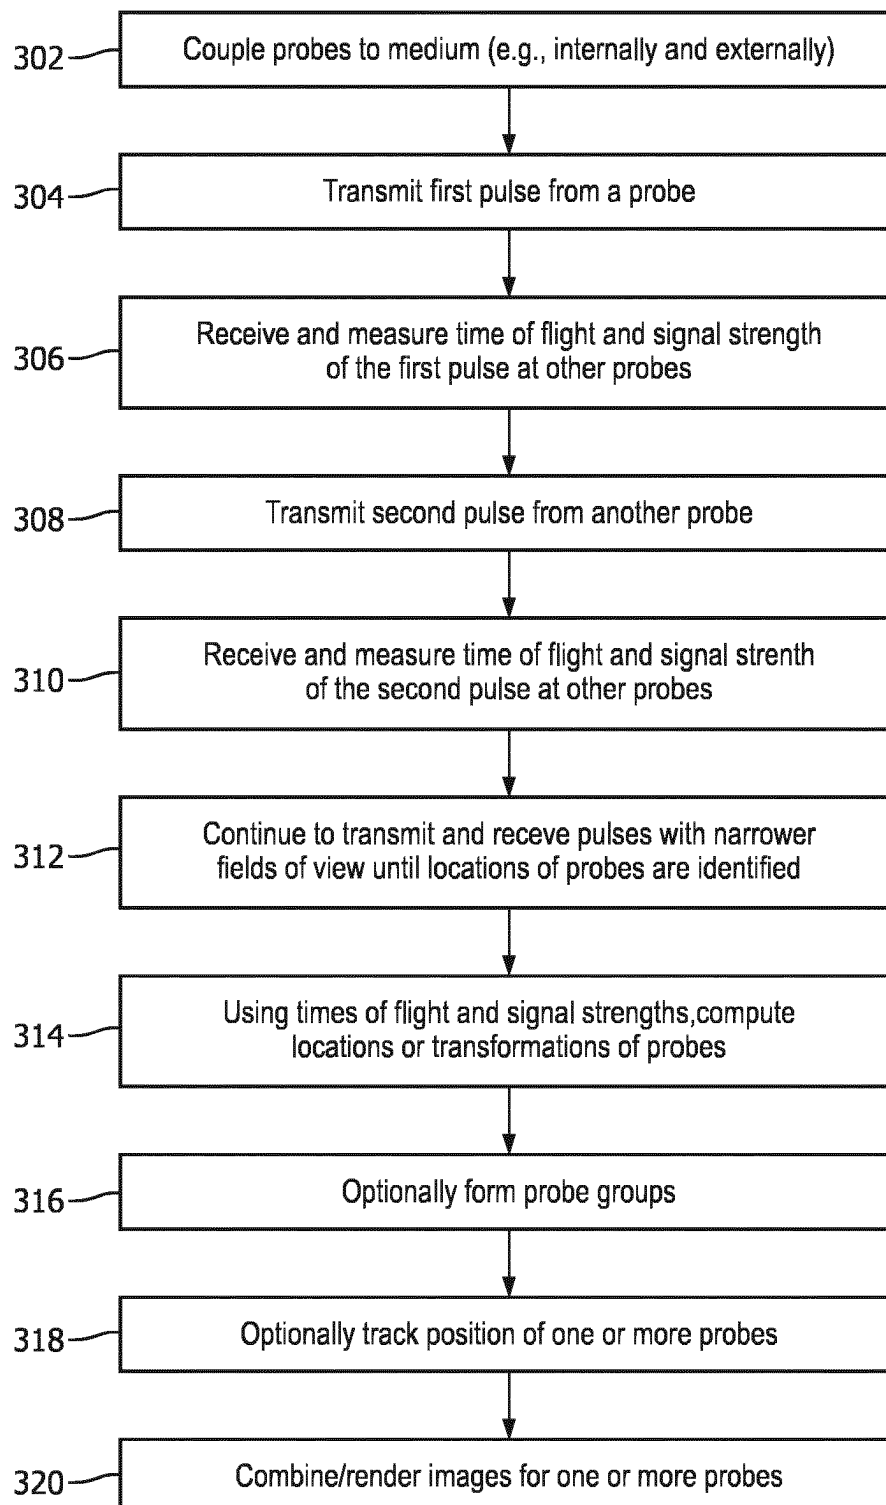 302
Couple probes to medium (e.g., internally and externally)
304
Transmit first pulse from a probe
306
Receive and measure time of flight and signal strength
of the first pulse at other probes
308
Transmit second pulse from another probe
310
Receive and measure time of flight and signal strenth
of the second pulse at other probes
312
Continue to transmit and receve pulses with narrower
fields of view until locations of probes are identified
314
Using times of flight and signal strengths,compute
locations or transformations of probes
316
Optionally form probe groups
318
Optionally track position of one or more probes
320
Combine/render images for one or more probes